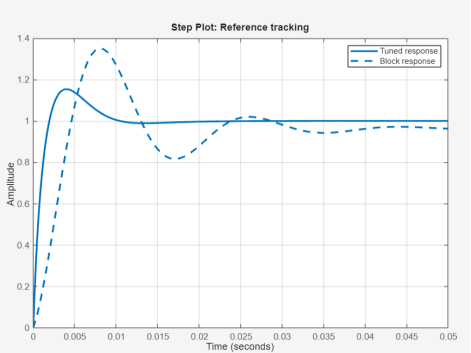 Step Plot: Reference tracking
Tuned response
Block response
1.4
1.2
1
0.8
0.6
0.4
0.2
0
Amplitude
0 0.005 0.01 0.015 0.02 0.025 0.03 0.035 0.04 0.045 0.05
Time (seconds)